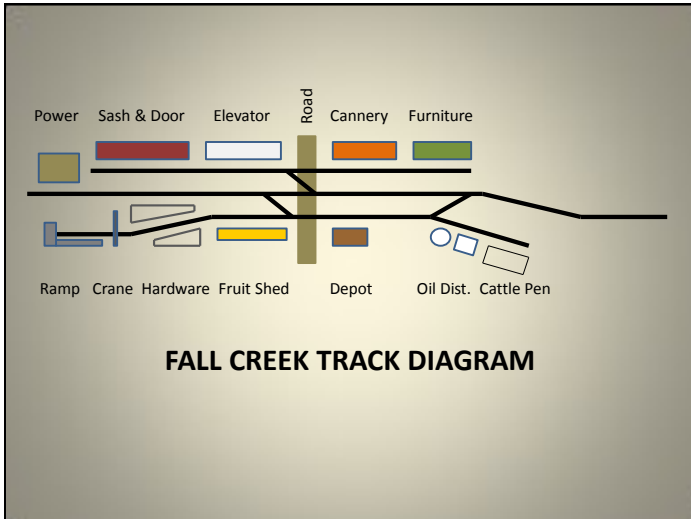 Power Sash & Door Elevator Road Cannery Furniture
Ramp Crane Hardware Fruit Shed Depot Oil Dist. Cattle Pen
FALL CREEK TRACK DIAGRAM